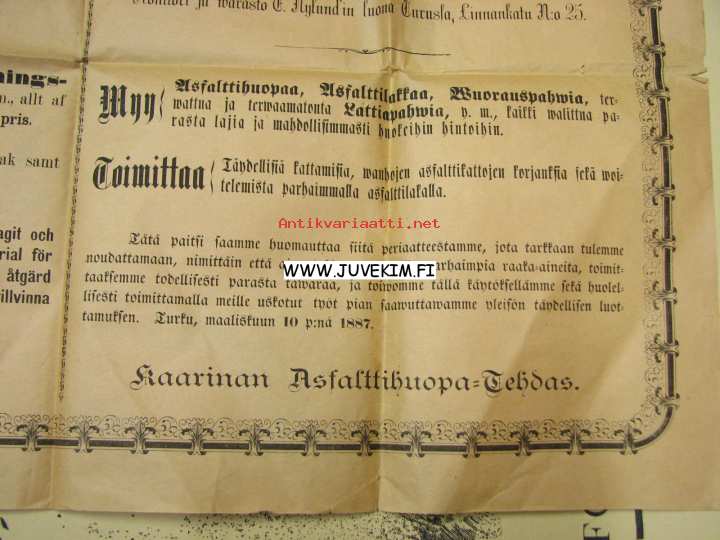 Konttori ja warasto E. Nylund'in luona Turusla, Linnankatu N:o 25.
nings-
n., allt af
pris.
ak samt
agit och
rial för
åtgärd
illvinna
Myy Asfalttihuopaa, Asfalttilakkaa, Wuorauspahwia, ter-
wattua ja terwaamatonta Lattiapahwia, y. m., kaikki walittua pa-
rasta lajia ja mahdollisimmasti huokeihin hintoihin.
Toimittaa Täydellisiä kattamisia, wanhojen asfalttikattojen korjauksia sekä woi-
telemista parhaimmalla asfalttilakalla.
Antikvariaatti.net
Tätä paitsi saamme huomauttaa siitä periaatteestamme, jota tarkkaan tulemme
noudattamaan, nimittäin että parhaimpia raaka-aineita, toimit-
WWW.JUVEKIM.FI
taaksemme todellisesti parasta tawaraa, ja toiwomme tällä käytöksellämme sekä huolel-
lisesti toimittamalla meille uskotut työt pian saawuttawamme yleisön täydellisen luot-
tamuksen. Turku, maaliskuun 10 p:nä 1887.
Kaarinan Asfalttihuopa-Tehdas.